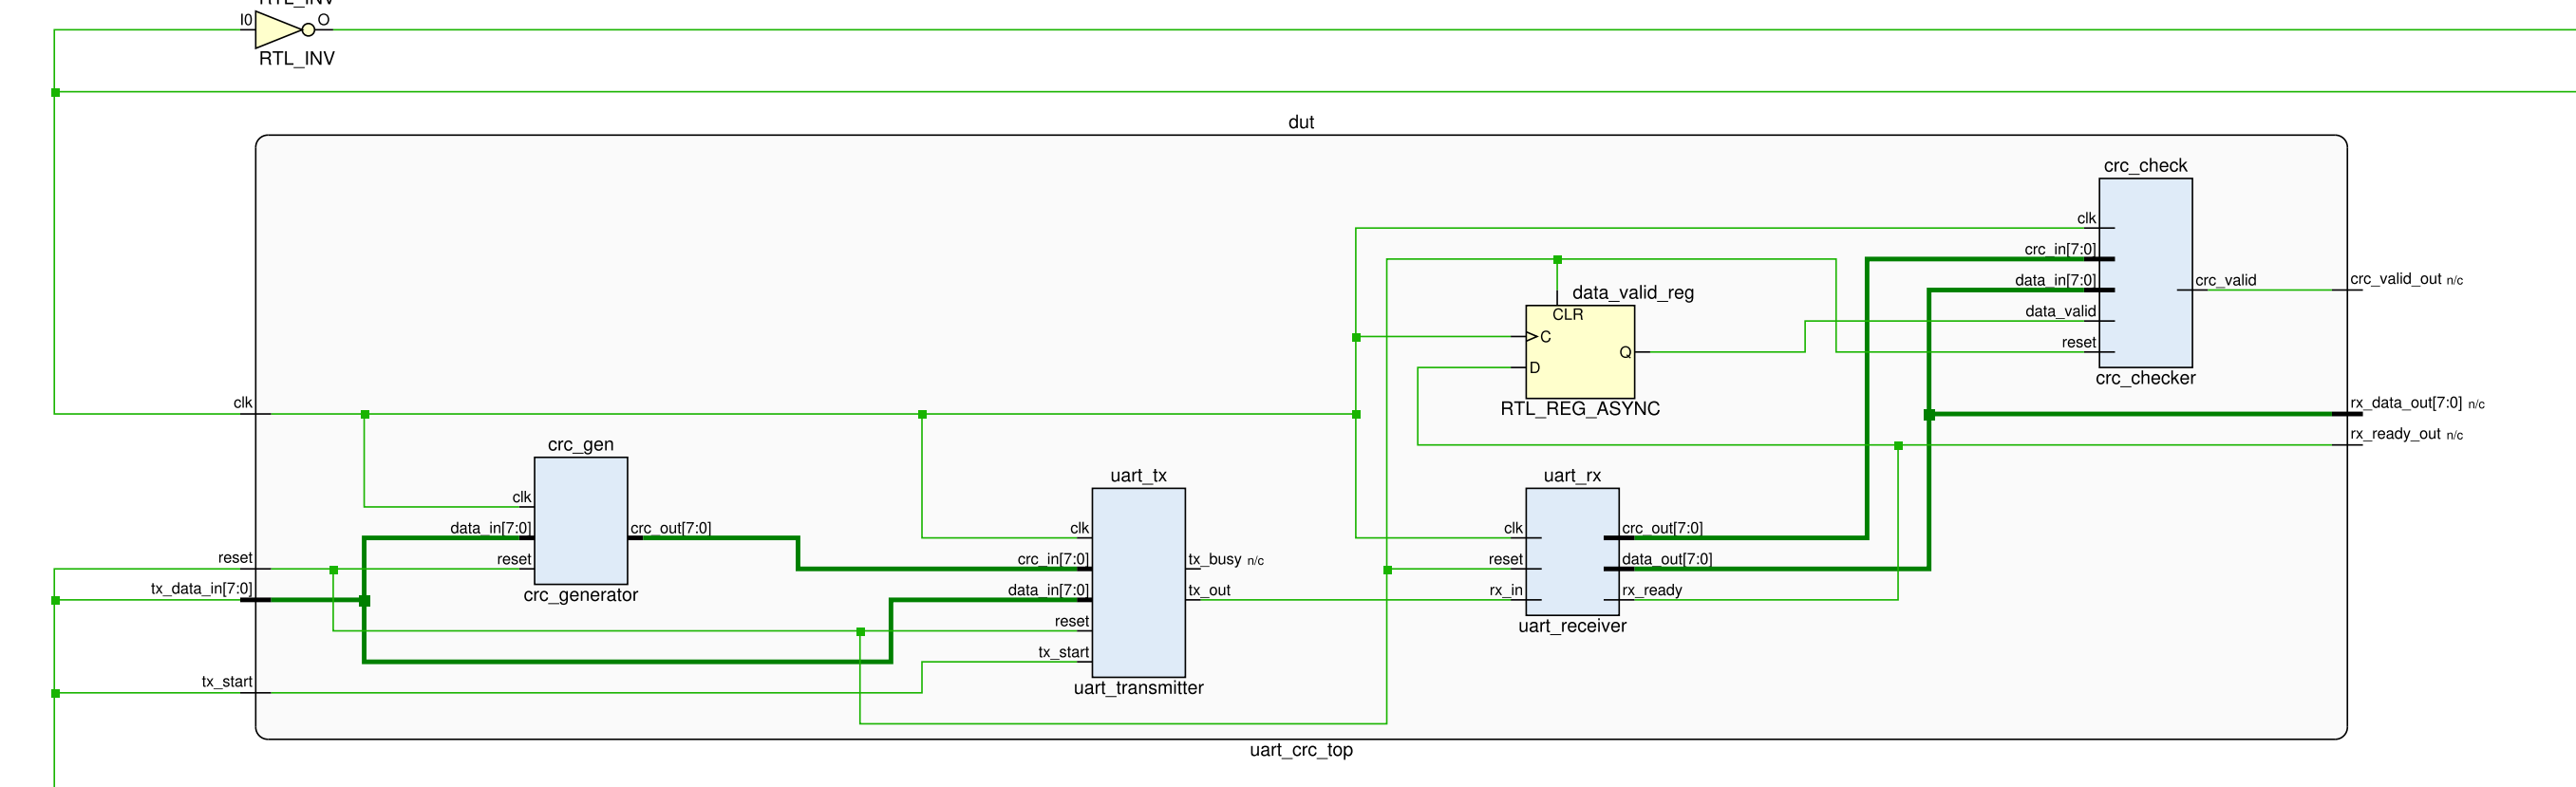 RTL_INV
I0
O
RTL_INV
dut
crc_check
clk
crc_in[7:0]
data_in[7:0]
crc_valid
crc_valid_out n/c
data_valid
reset
crc_checker
data_valid_reg
CLR
C
Q
D
RTL_REG_ASYNC
clk
rx_data_out[7:0] n/c
rx_ready_out n/c
crc_gen
clk
data_in[7:0]
crc_out[7:0]
reset
crc_generator
uart_tx
clk
crc_in[7:0]
tx_busy n/c
data_in[7:0]
tx_out
reset
tx_start
uart_transmitter
uart_rx
clk
crc_out[7:0]
reset
data_out[7:0]
rx_in
rx_ready
uart_receiver
reset
tx_data_in[7:0]
tx_start
uart_crc_top